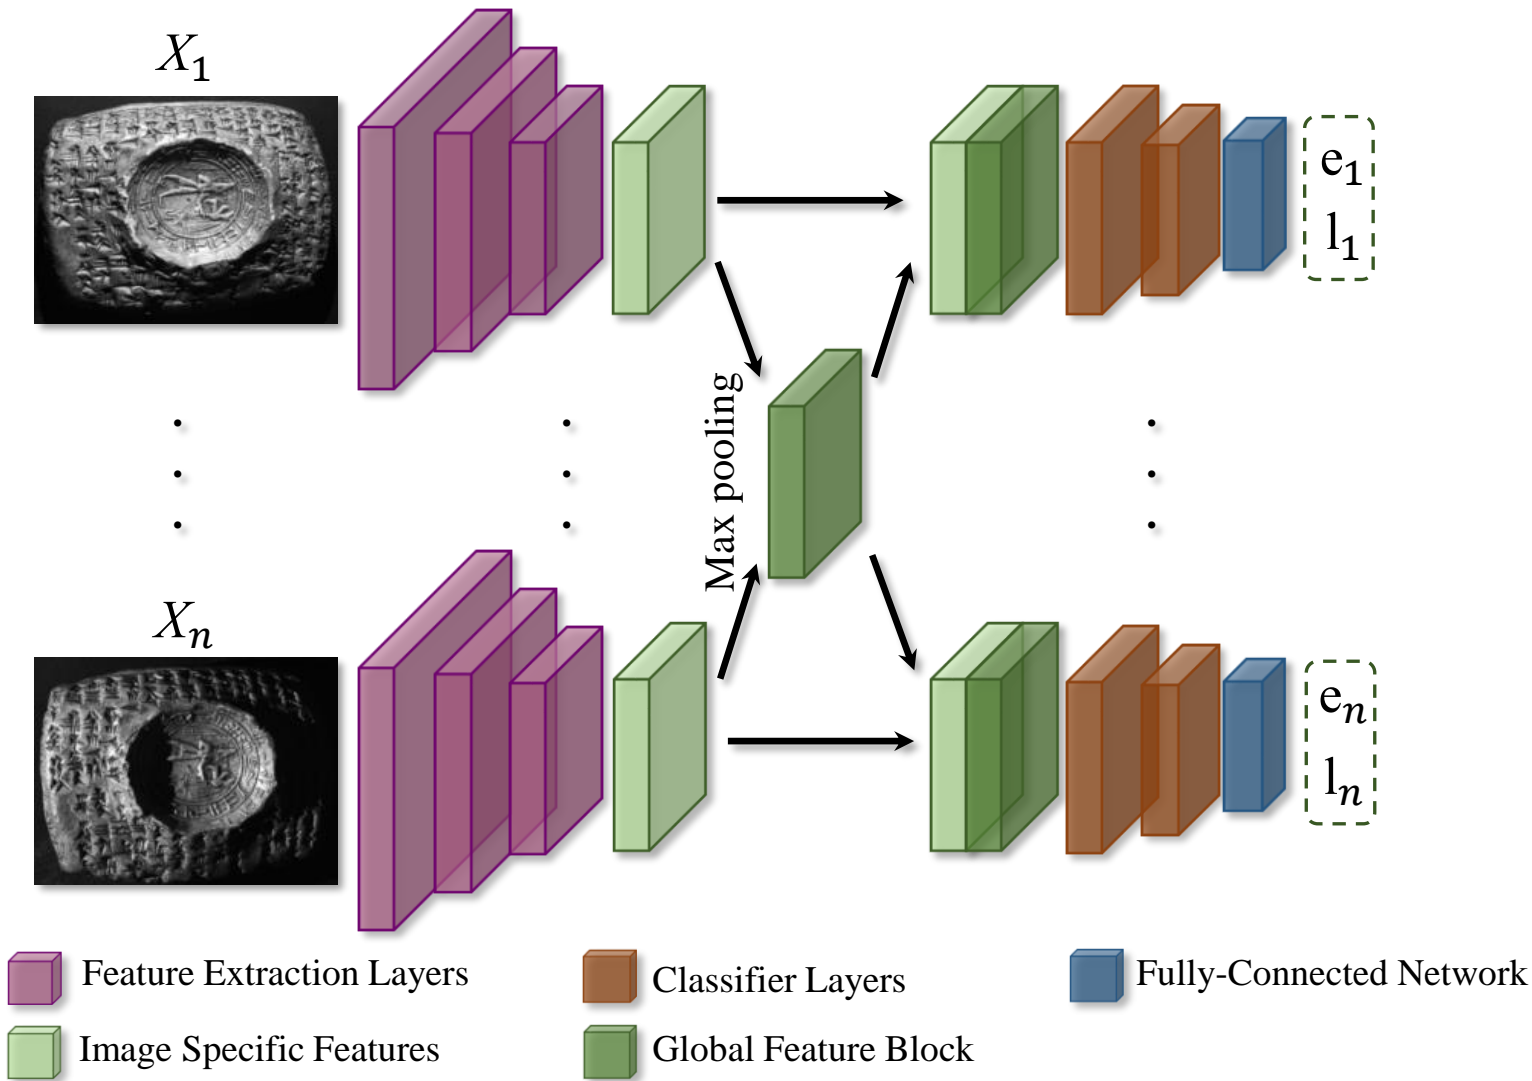 X₁
e₁
l₁
Max pooling
Xₙ
eₙ
lₙ
Feature Extraction Layers
Classifier Layers
Fully-Connected Network
Image Specific Features
Global Feature Block